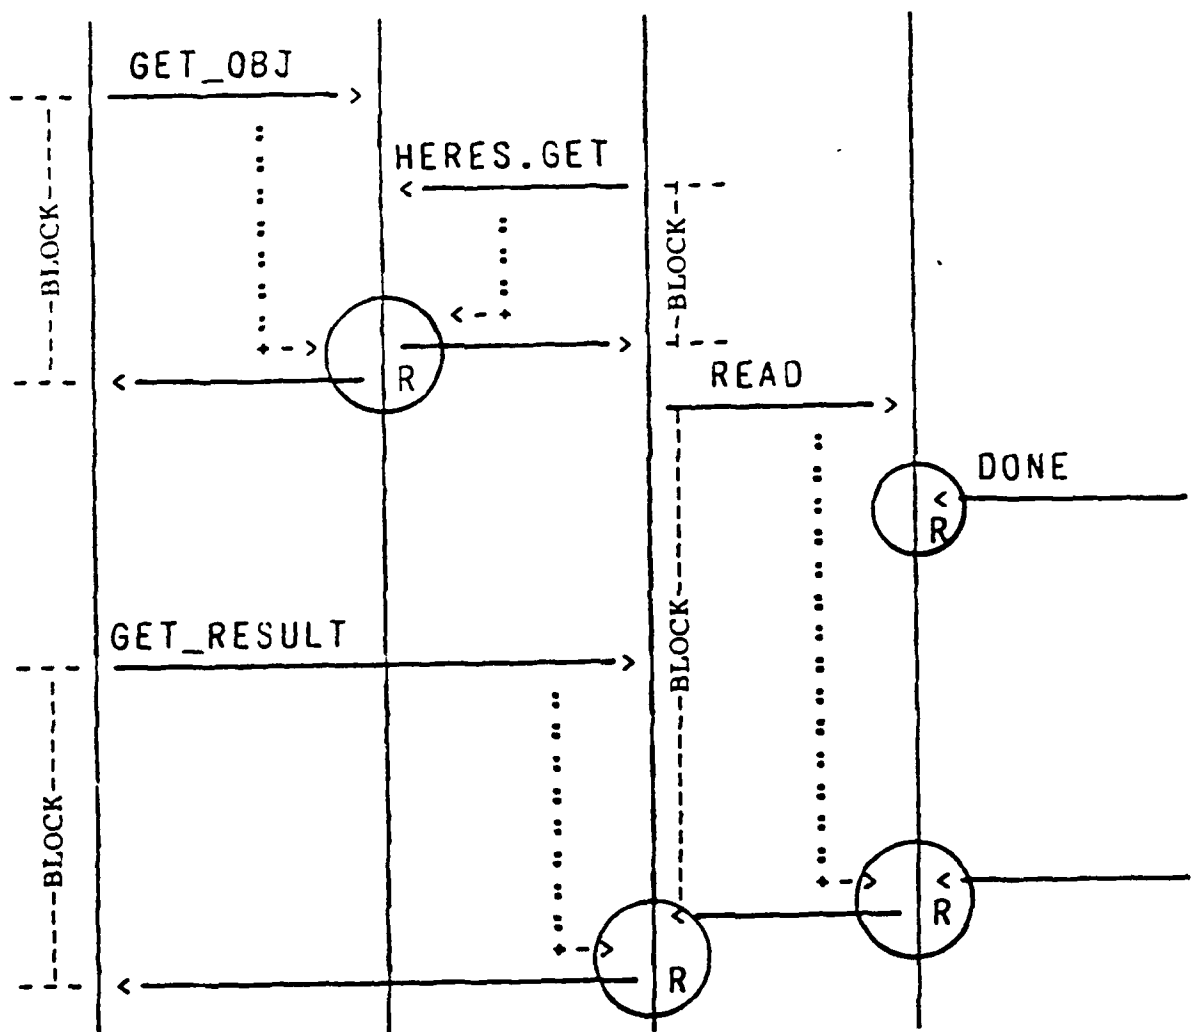 GET_OBJ
HERES.GET
BLOCK
BLOCK
R
READ
DONE
R
GET_RESULT
BLOCK
BLOCK
R
R